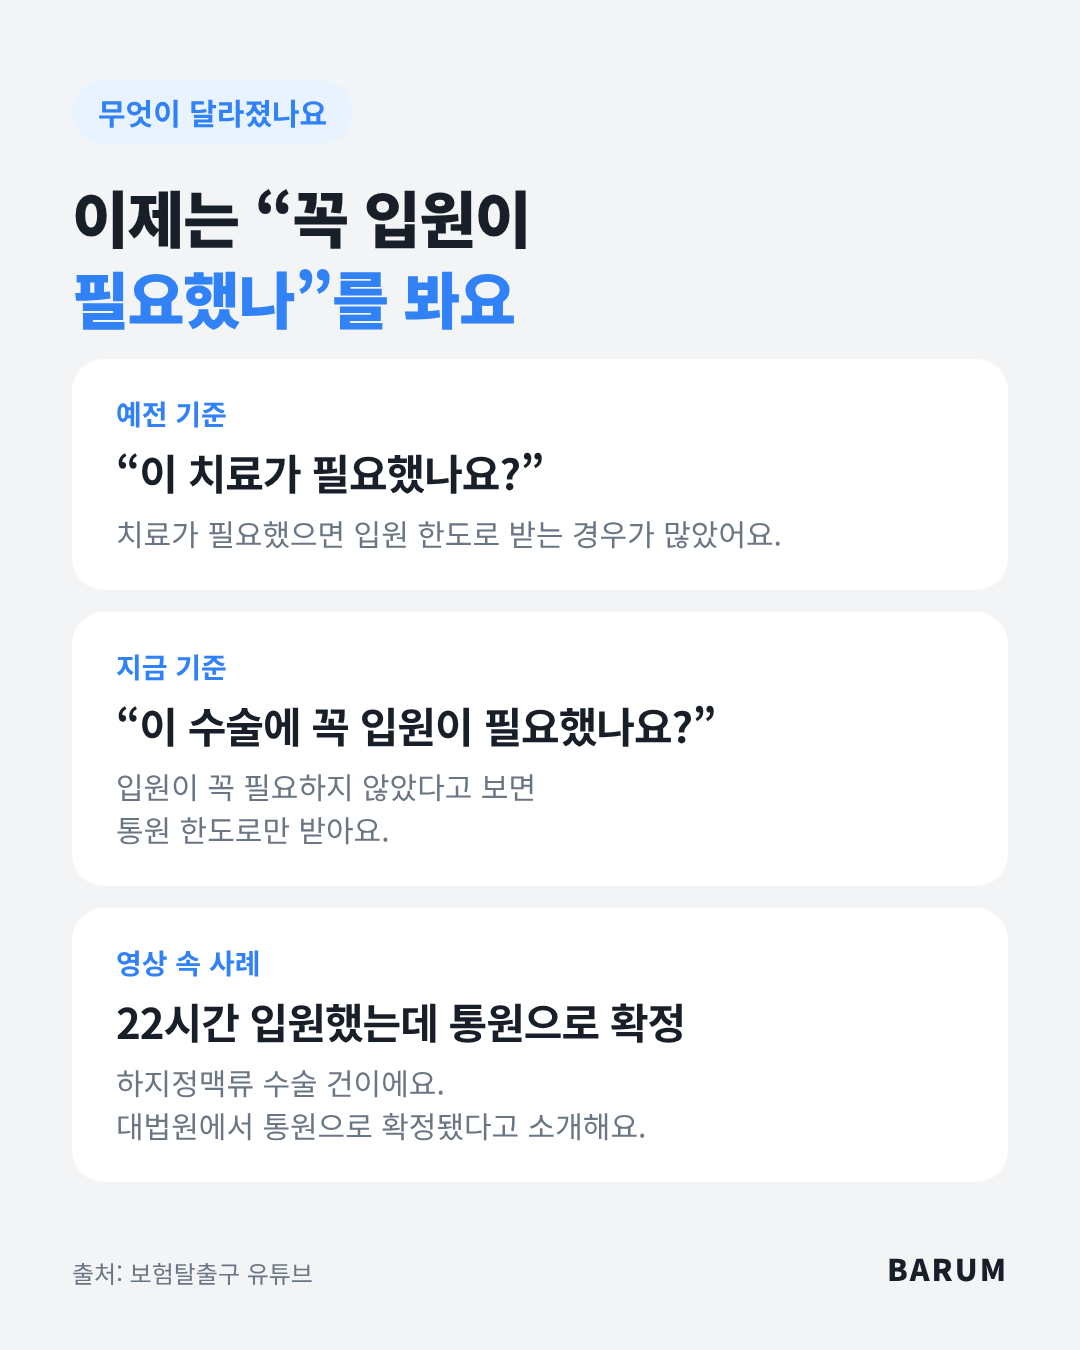 무엇이 달라졌나요
이제는 “꼭 입원이
필요했나”를 봐요
예전 기준
“이 치료가 필요했나요?”
치료가 필요했으면 입원 한도로 받는 경우가 많았어요.
지금 기준
“이 수술에 꼭 입원이 필요했나요?”
입원이 꼭 필요하지 않았다고 보면
통원 한도로만 받아요.
영상 속 사례
22시간 입원했는데 통원으로 확정
하지정맥류 수술 건이에요.
대법원에서 통원으로 확정됐다고 소개해요.
출처: 보험탈출구 유튜브
BARUM